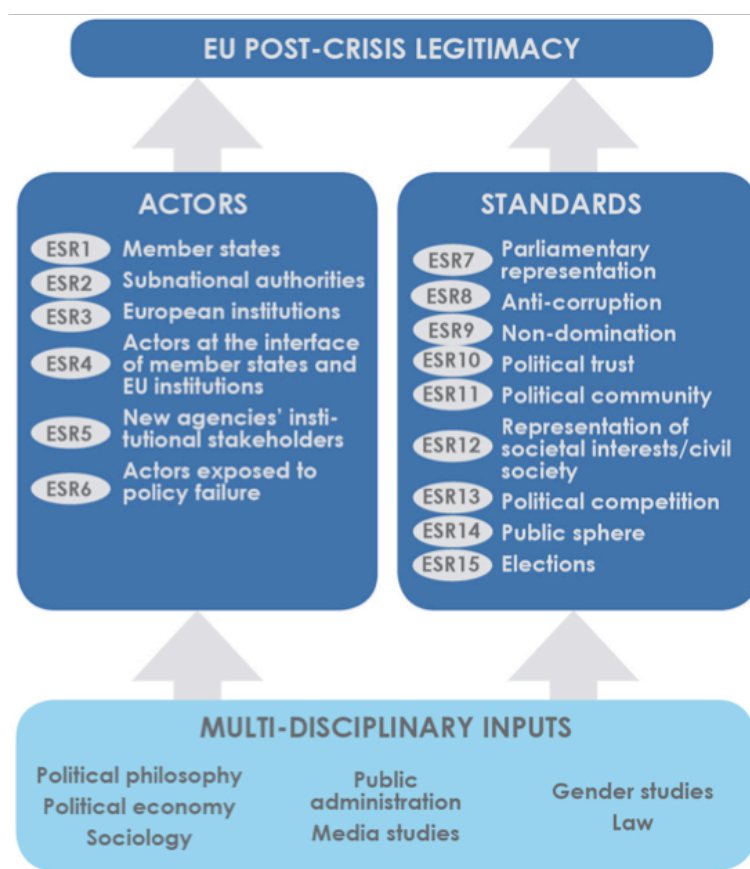 EU POST-CRISIS LEGITIMACY
ACTORS
ESR1 Member states
ESR2 Subnational authorities
ESR3 European institutions
ESR4 Actors at the interface
of member states and
EU institutions
ESR5 New agencies’ insti-
tutional stakeholders
ESR6 Actors exposed to
policy failure
STANDARDS
ESR7 Parliamentary
representation
ESR8 Anti-corruption
ESR9 Non-domination
ESR10 Political trust
ESR11 Political community
ESR12 Representation of
societal interests/civil
society
ESR13 Political competition
ESR14 Public sphere
ESR15 Elections
MULTI-DISCIPLINARY INPUTS
Political philosophy
Political economy
Sociology
Public
administration
Media studies
Gender studies
Law